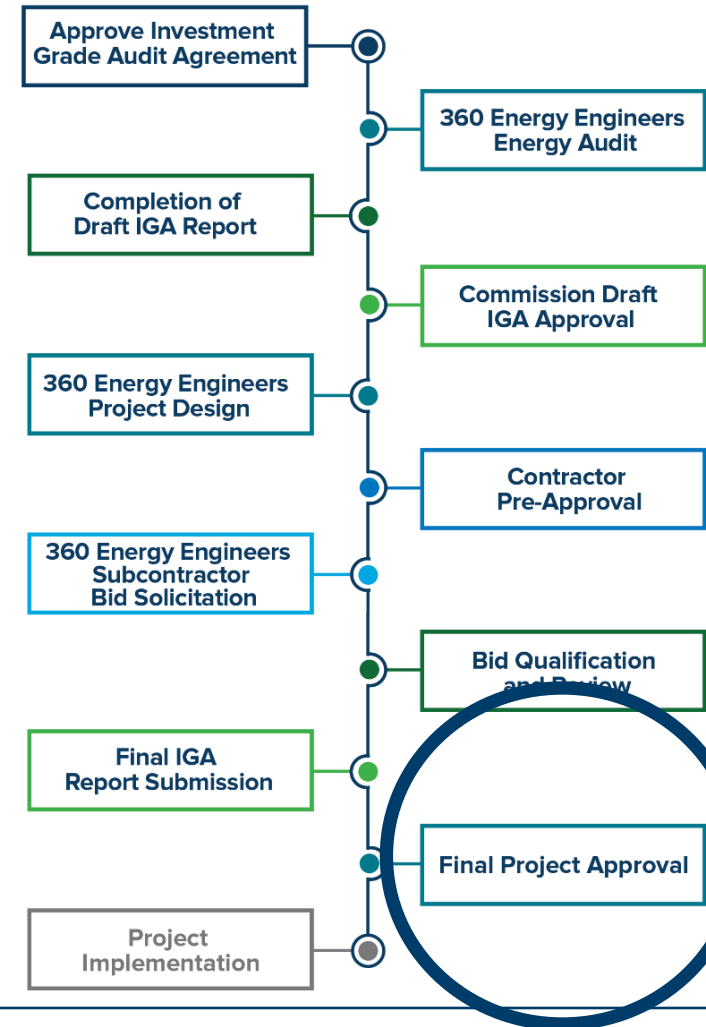 Approve Investment
Grade Audit Agreement
360 Energy Engineers
Energy Audit
Completion of
Draft IGA Report
Commission Draft
IGA Approval
360 Energy Engineers
Project Design
Contractor
Pre-Approval
360 Energy Engineers
Subcontractor
Bid Solicitation
Bid Qualification
and Review
Final IGA
Report Submission
Final Project Approval
Project
Implementation